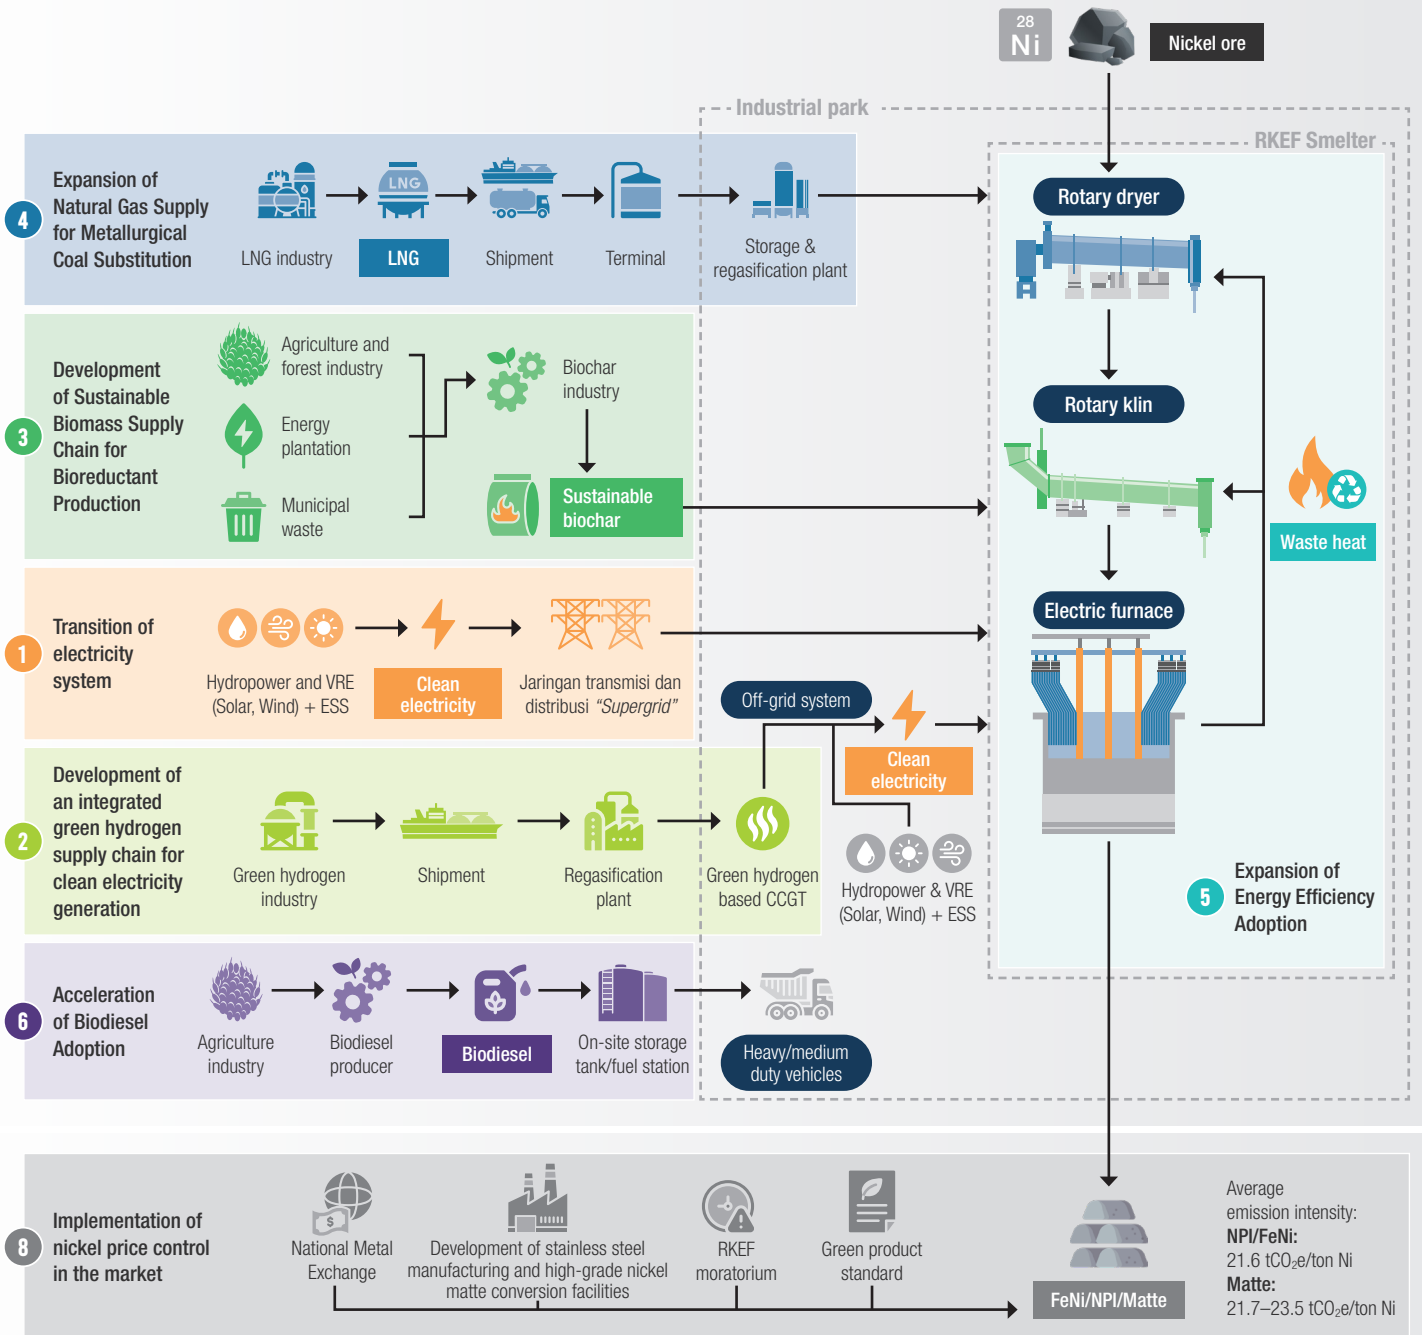 28
Ni
Nickel ore
Industrial park
RKEF Smelter
4
Expansion of
Natural Gas Supply
for Metallurgical
Coal Substitution
LNG industry
LNG
LNG
Shipment
Terminal
Storage &
regasification plant
Rotary dryer
3
Development
of Sustainable
Biomass Supply
Chain for
Bioreductant
Production
Agriculture and
forest industry
Energy
plantation
Municipal
waste
Biochar
industry
Sustainable
biochar
Rotary klin
Waste heat
1
Transition of
electricity
system
Hydropower and VRE
(Solar, Wind) + ESS
Clean
electricity
Jaringan transmisi dan
distribusi "Supergrid"
Electric furnace
Off-grid system
Clean
electricity
2
Development of
an integrated
green hydrogen
supply chain for
clean electricity
generation
Green hydrogen
industry
Shipment
Regasification
plant
Green hydrogen
based CCGT
Hydropower & VRE
(Solar, Wind) + ESS
5
Expansion of
Energy Efficiency
Adoption
6
Acceleration
of Biodiesel
Adoption
Agriculture
industry
Biodiesel
producer
Biodiesel
On-site storage
tank/fuel station
Heavy/medium
duty vehicles
8
Implementation of
nickel price control
in the market
$
National Metal
Exchange
Development of stainless steel
manufacturing and high-grade nickel
matte conversion facilities
RKEF
moratorium
Green product
standard
FeNi/NPI/Matte
Average
emission intensity:
NPI/FeNi:
21.6 tCO₂e/ton Ni
Matte:
21.7–23.5 tCO₂e/ton Ni